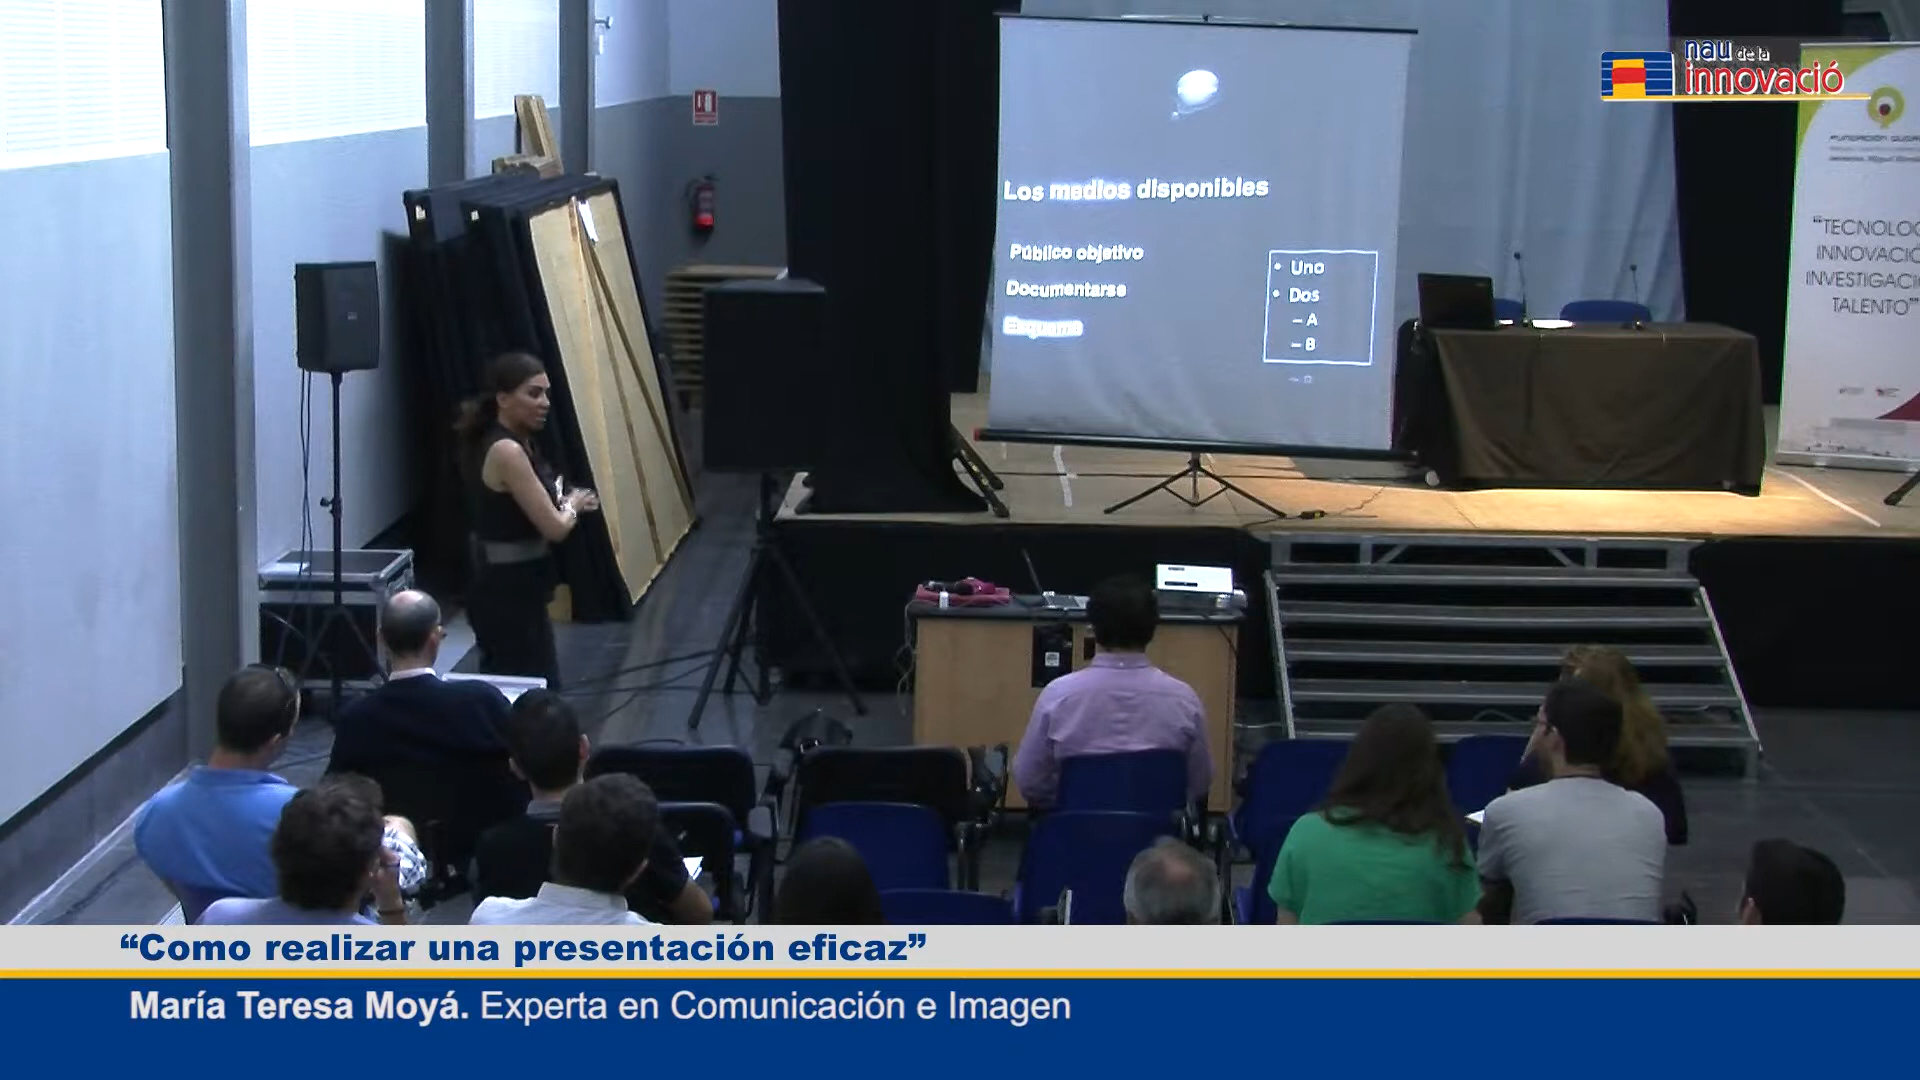 nau de la
innovació
Los medios disponibles
Público objetivo
Documentarse
Esquema
• Uno
• Dos
– A
– B
"TECNOLOG
INNOVACIÓ
INVESTIGACI
TALENTO"
“Como realizar una presentación eficaz”
María Teresa Moyá. Experta en Comunicación e Imagen